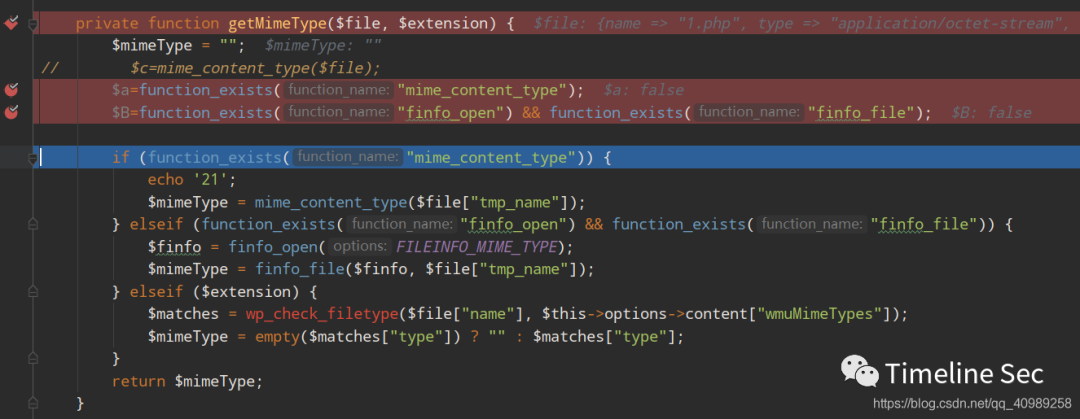 private function getMimeType($file, $extension) {  $file: {name => "1.php", type => "application/octet-stream",
$mimeType = "";  $mimeType: ""
//  $c=mime_content_type($file);
$a=function_exists( function_name: "mime_content_type");  $a: false
$B=function_exists( function_name: "finfo_open") && function_exists( function_name: "finfo_file");  $B: false
if (function_exists( function_name: "mime_content_type")) {
echo '21';
$mimeType = mime_content_type($file["tmp_name"]);
} elseif (function_exists( function_name: "finfo_open") && function_exists( function_name: "finfo_file")) {
$finfo = finfo_open( options: FILEINFO_MIME_TYPE);
$mimeType = finfo_file($finfo, $file["tmp_name"]);
} elseif ($extension) {
$matches = wp_check_filetype($file["name"], $this->options->content["wmuMimeTypes"]);
$mimeType = empty($matches["type"]) ? "" : $matches["type"];
}
return $mimeType;
}
Timeline Sec
https://blog.csdn.net/qq_40989258